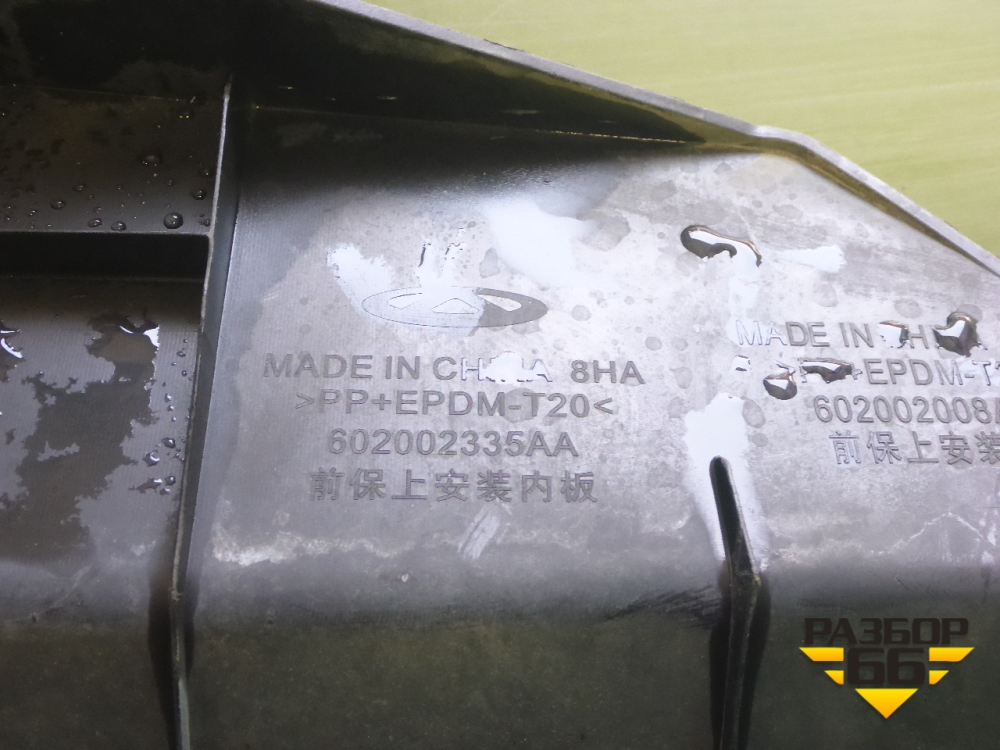 MADE IN CHINA 8HA
>PP+EPDM-T20<
602002335AA
前保上安装内板
MADE IN
+EPDM-T
602002008
前保上安装
РАЗБОР
66